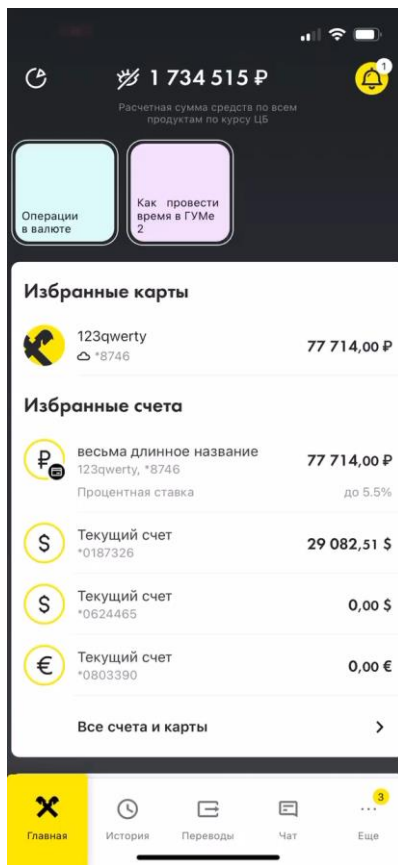 1 734 515 ₽
1
Расчетная сумма средств по всем
продуктам по курсу ЦБ
Операции
в валюте
Как провести
время в ГУМе
2
Избранные карты
123qwerty
*8746
77 714,00 ₽
Избранные счета
₽
весьма длинное название
123qwerty, *8746
77 714,00 ₽
Процентная ставка
до 5.5%
$
Текущий счет
*0187326
29 082,51 $
$
Текущий счет
*0624465
0,00 $
€
Текущий счет
*0803390
0,00 €
Все счета и карты
3
Главная
История
Переводы
Чат
Еще